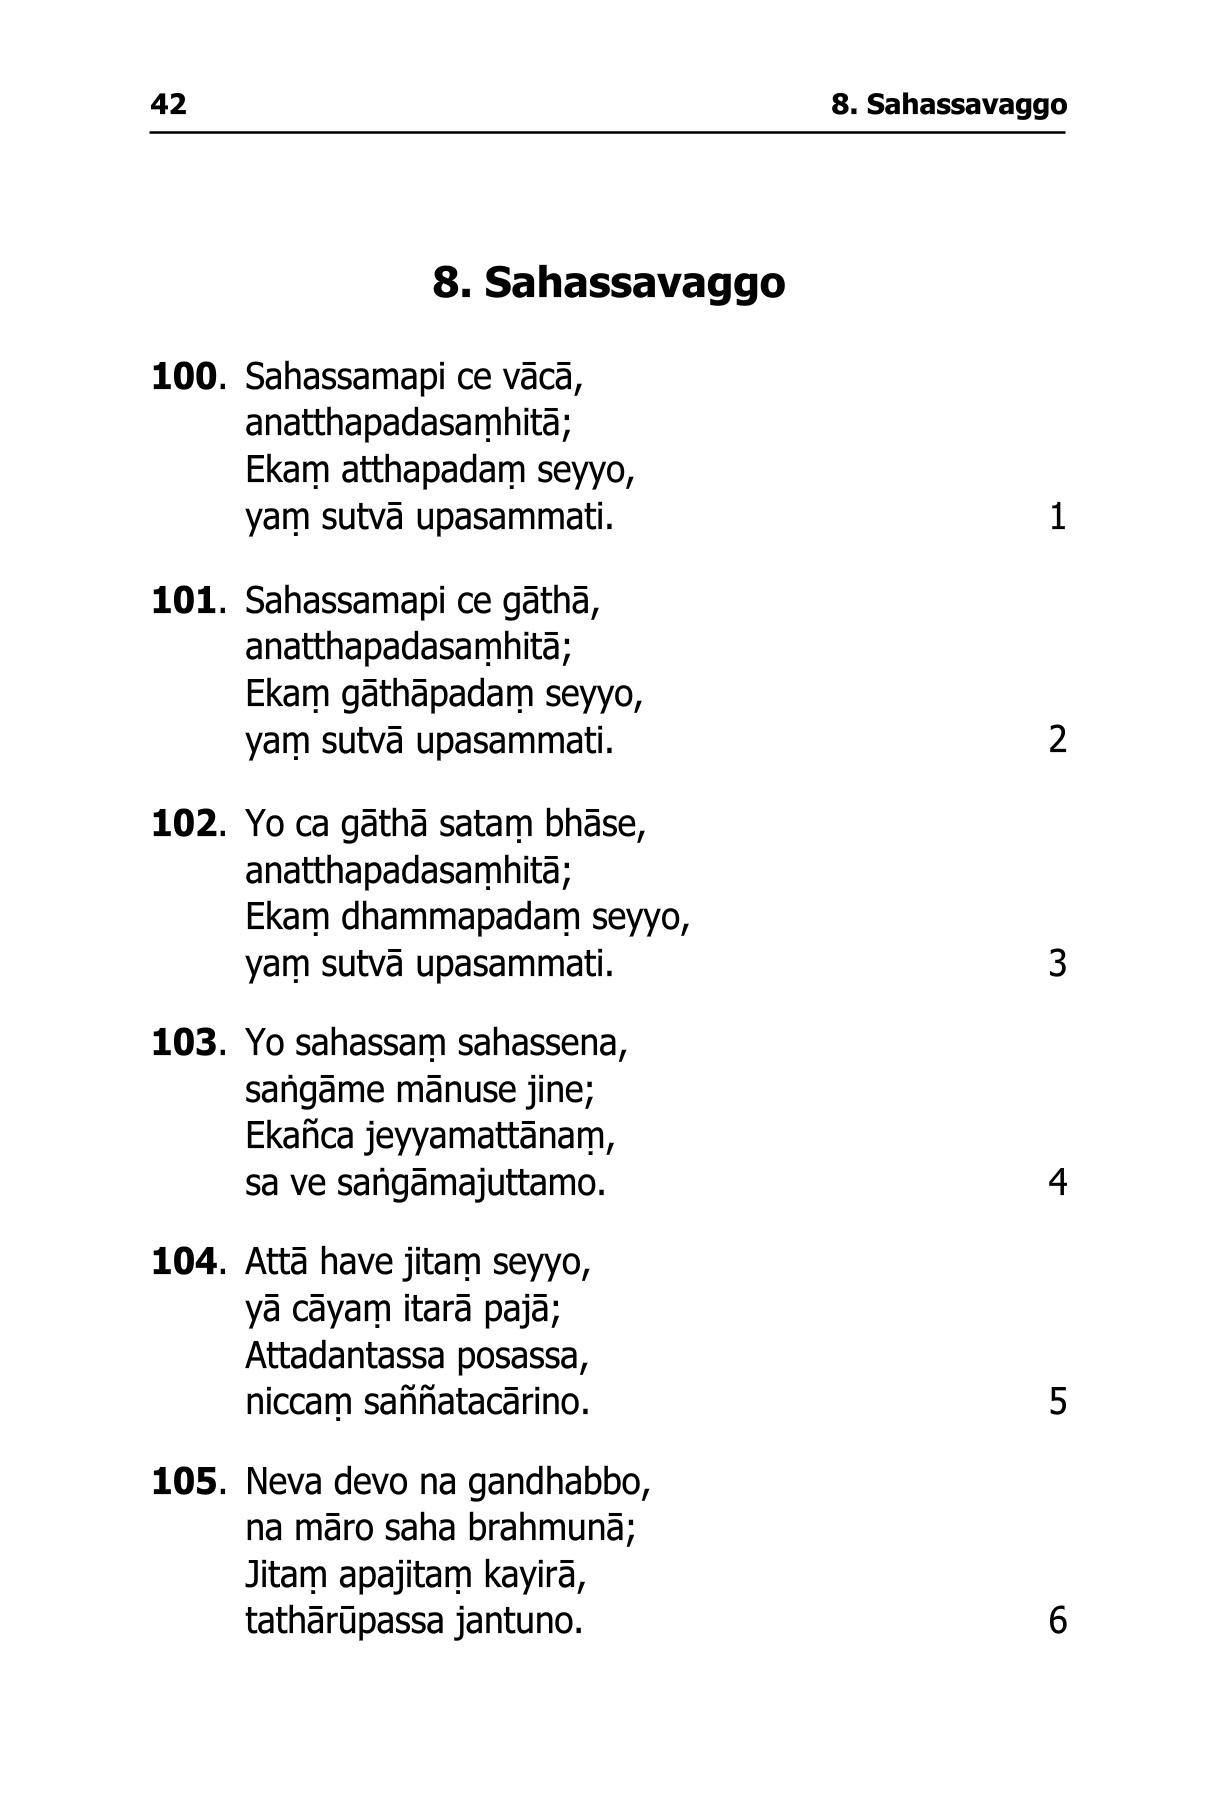 42 8. Sahassavaggo
8. Sahassavaggo
100. Sahassamapi ce vācā,
anatthapadasaṃhitā;
Ekaṃ atthapadaṃ seyyo,
yaṃ sutvā upasammati. 1
101. Sahassamapi ce gāthā,
anatthapadasaṃhitā;
Ekaṃ gāthāpadaṃ seyyo,
yaṃ sutvā upasammati. 2
102. Yo ca gāthā sataṃ bhāse,
anatthapadasaṃhitā;
Ekaṃ dhammapadaṃ seyyo,
yaṃ sutvā upasammati. 3
103. Yo sahassaṃ sahassena,
saṅgāme mānuse jine;
Ekañca jeyyamattānaṃ,
sa ve saṅgāmajuttamo. 4
104. Attā have jitaṃ seyyo,
yā cāyaṃ itarā pajā;
Attadantassa posassa,
niccaṃ saññatacārino. 5
105. Neva devo na gandhabbo,
na māro saha brahmunā;
Jitaṃ apajitaṃ kayirā,
tathārūpassa jantuno. 6